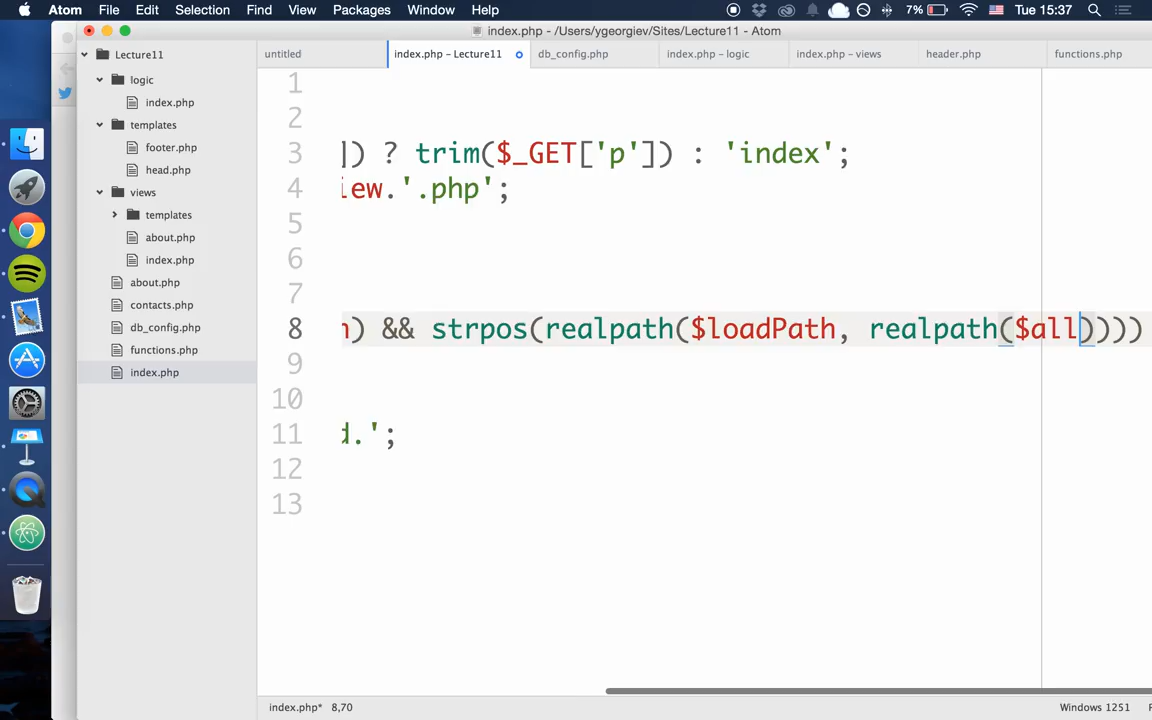 Atom File Edit Selection Find View Packages Window Help 7% Tue 15:37
index.php - /Users/ygeorgiev/Sites/Lecture11 - Atom
Lecture11
logic
index.php
templates
footer.php
head.php
views
templates
about.php
index.php
about.php
contacts.php
db_config.php
functions.php
index.php
untitled index.php – Lecture11 db_config.php index.php – logic index.php – views header.php functions.php
1
2
3 ]) ? trim($_GET['p']) : 'index';
4 iew.'.php';
5
6
7
8 ) && strpos(realpath($loadPath, realpath($all))))
9
10
11 d.';
12
13
index.php* 8,70 Windows 1251